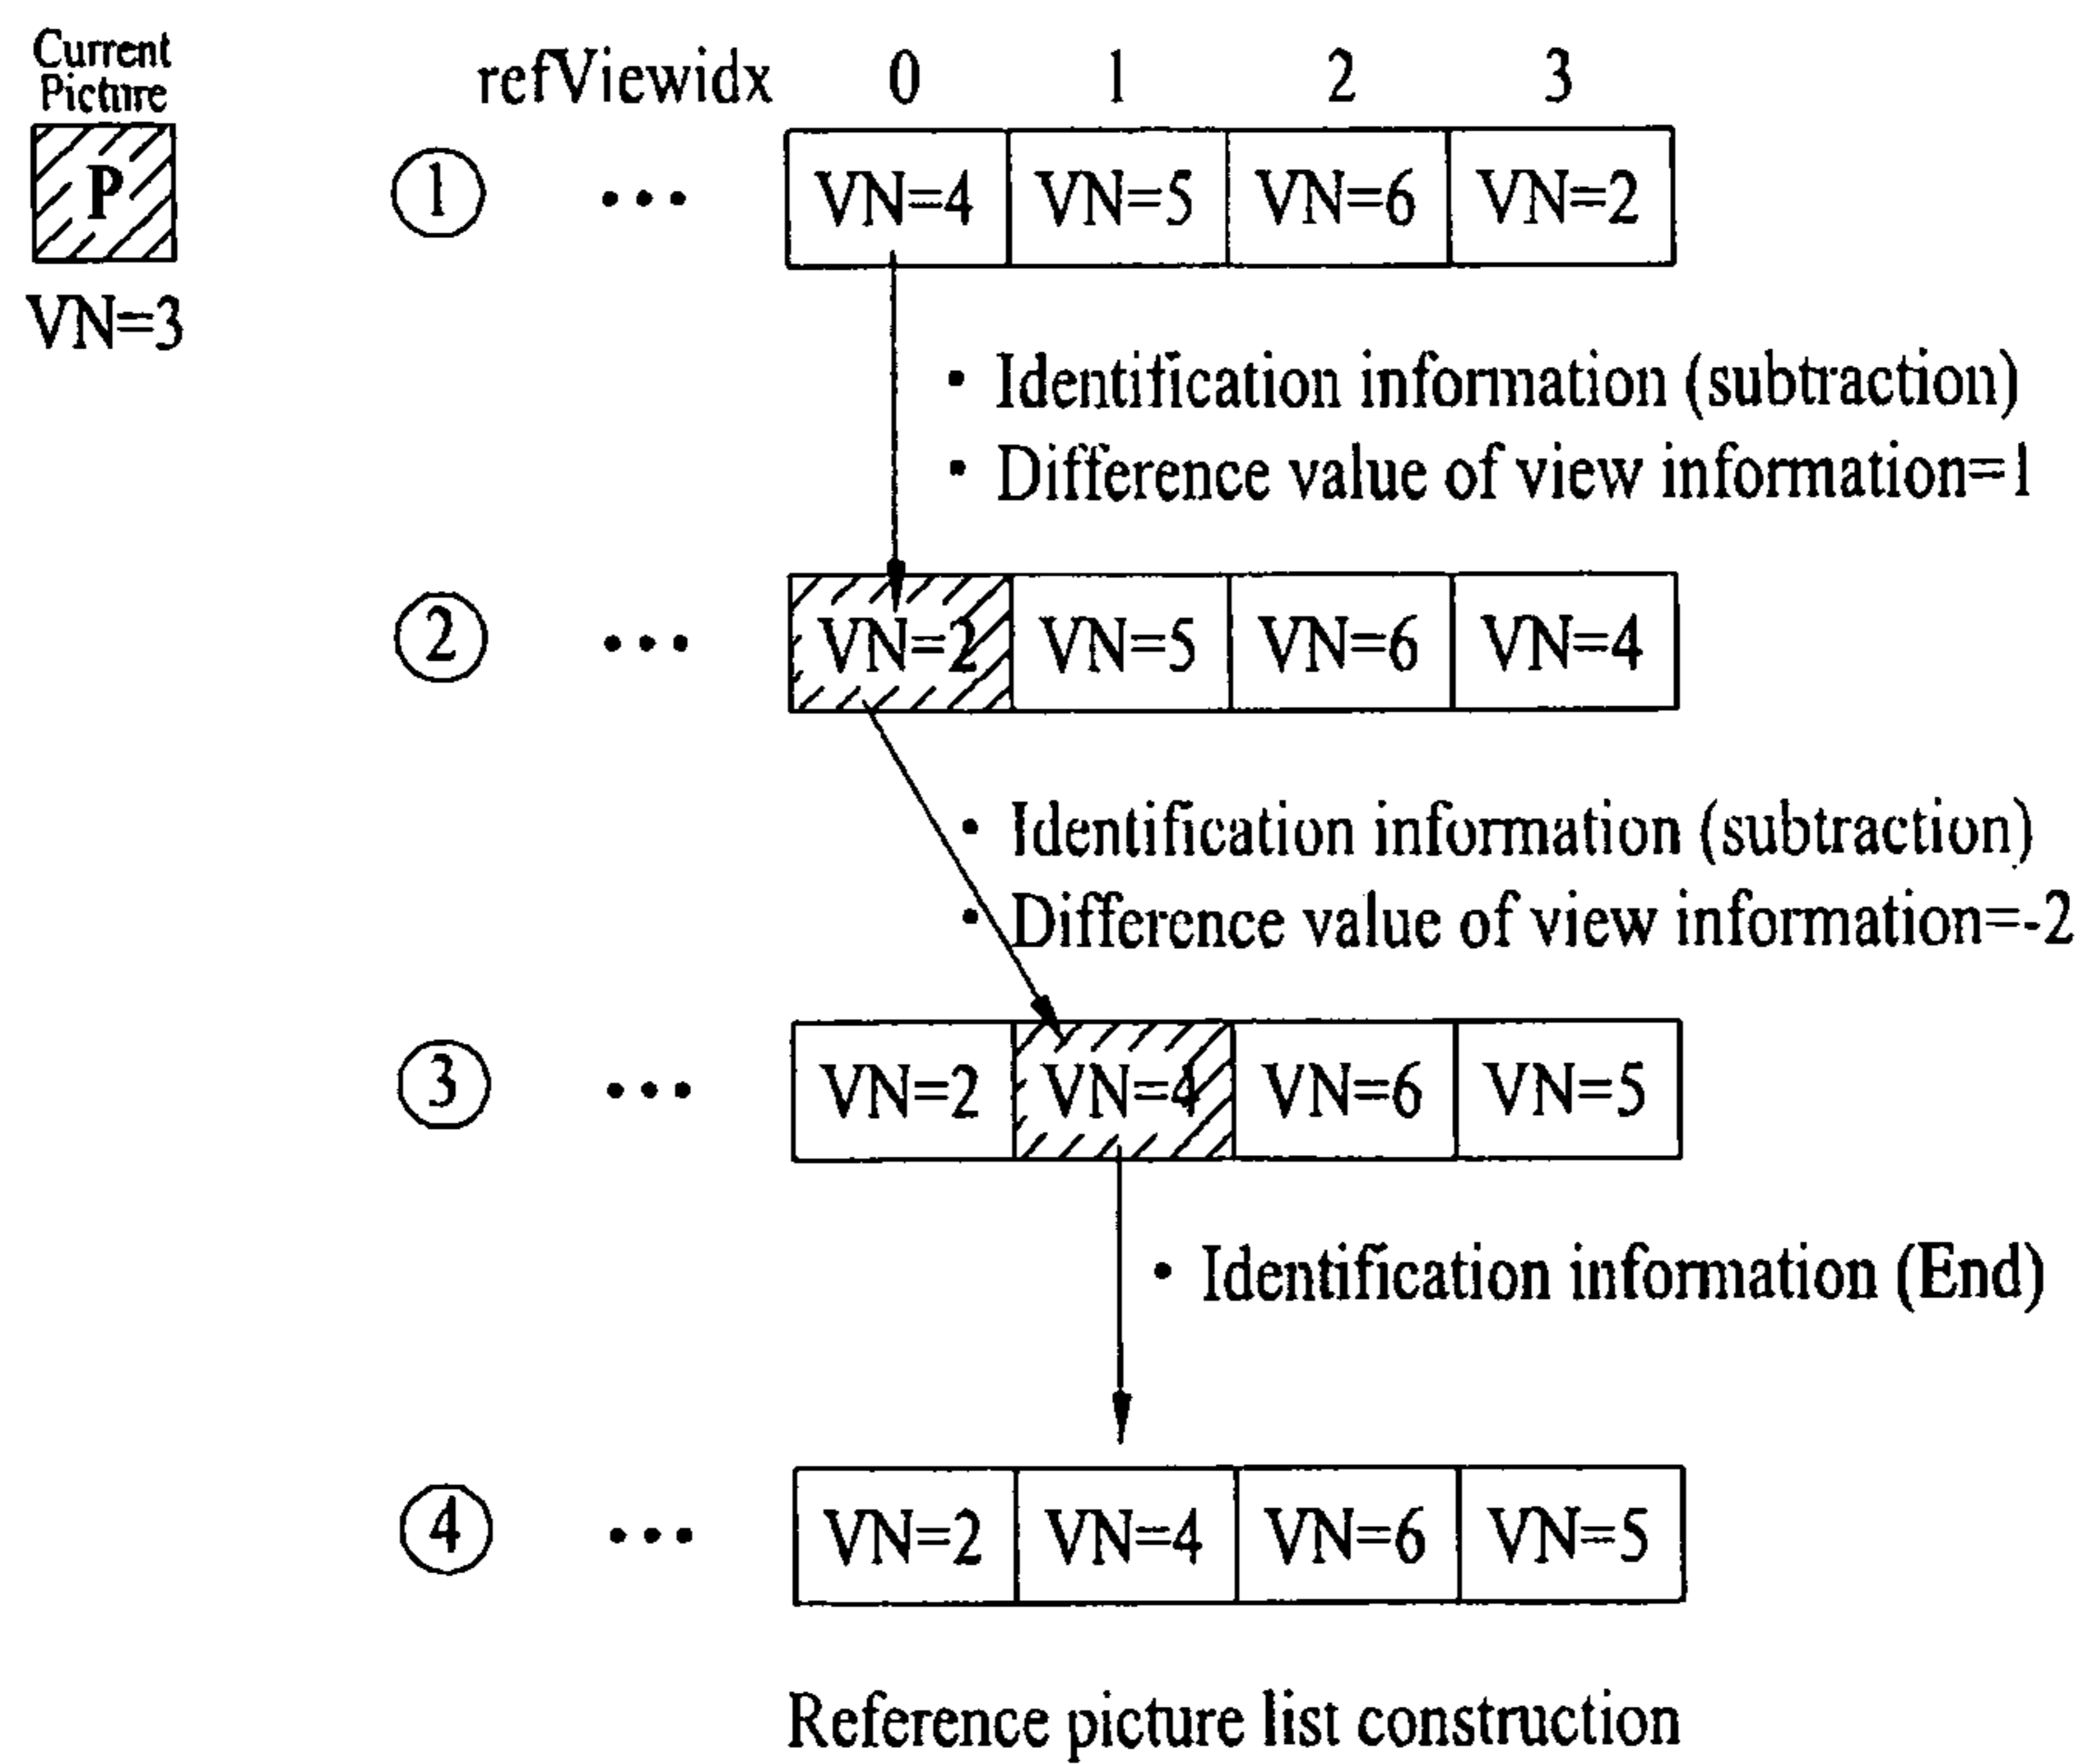 Current
Picture
P
VN=3
refViewidx 0 1 2 3
① ••• VN=4 VN=5 VN=6 VN=2
• Identification information (subtraction)
• Difference value of view information=1
② ••• VN=2 VN=5 VN=6 VN=4
• Identification information (subtraction)
• Difference value of view information=-2
③ ••• VN=2 VN=4 VN=6 VN=5
• Identification information (End)
④ ••• VN=2 VN=4 VN=6 VN=5
Reference picture list construction